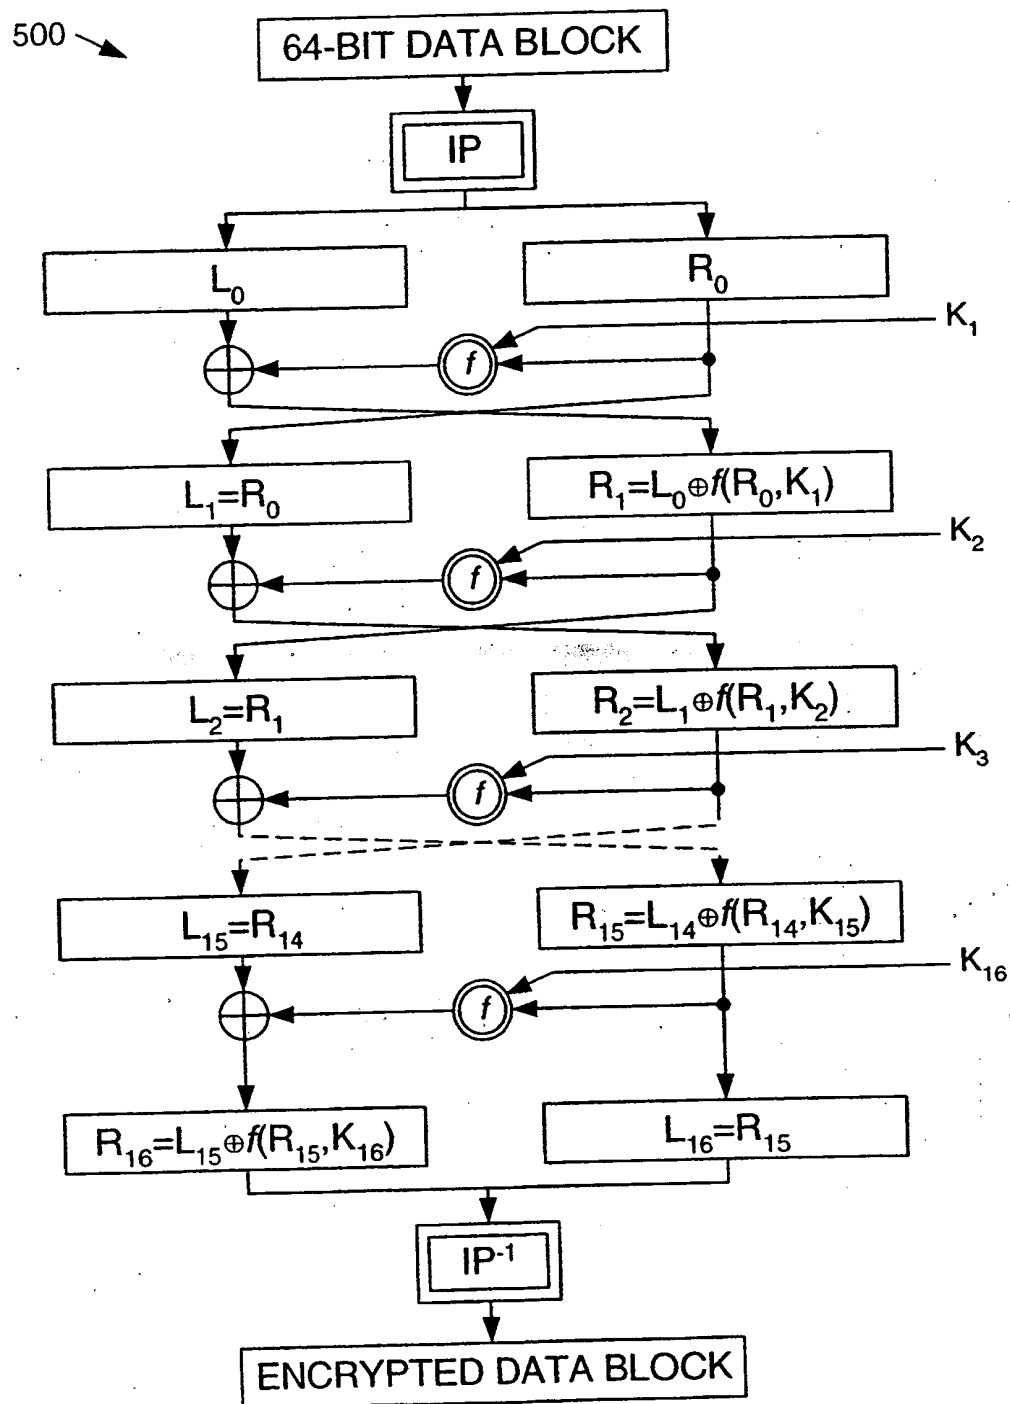 500
64-BIT DATA BLOCK
IP
L₀
R₀
K₁
f
L₁=R₀
R₁=L₀⊕f(R₀,K₁)
K₂
f
L₂=R₁
R₂=L₁⊕f(R₁,K₂)
K₃
f
L₁₅=R₁₄
R₁₅=L₁₄⊕f(R₁₄,K₁₅)
K₁₆
f
R₁₆=L₁₅⊕f(R₁₅,K₁₆)
L₁₆=R₁₅
IP⁻¹
ENCRYPTED DATA BLOCK